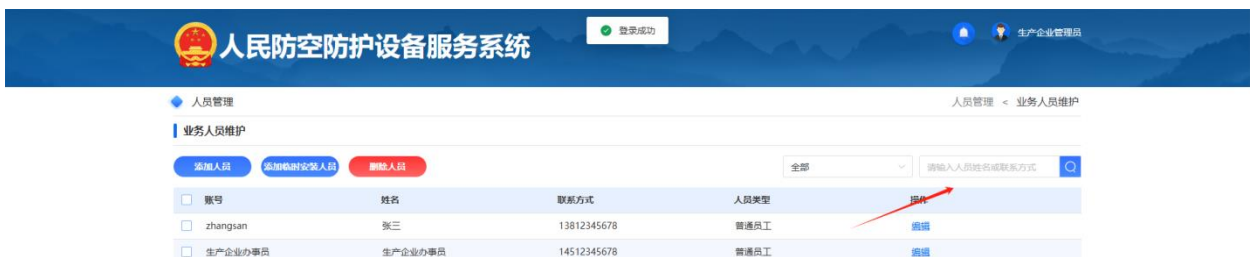 登录成功
人民防空防护设备服务系统
生产企业管理员
人员管理
人员管理 < 业务人员维护
业务人员维护
添加人员 添加临时安装人员 删除人员 全部 请输入人员姓名或联系方式
账号 姓名 联系方式 人员类型 操作
zhangsan 张三 13812345678 普通员工 编辑
生产企业办事员 生产企业办事员 14512345678 普通员工 编辑